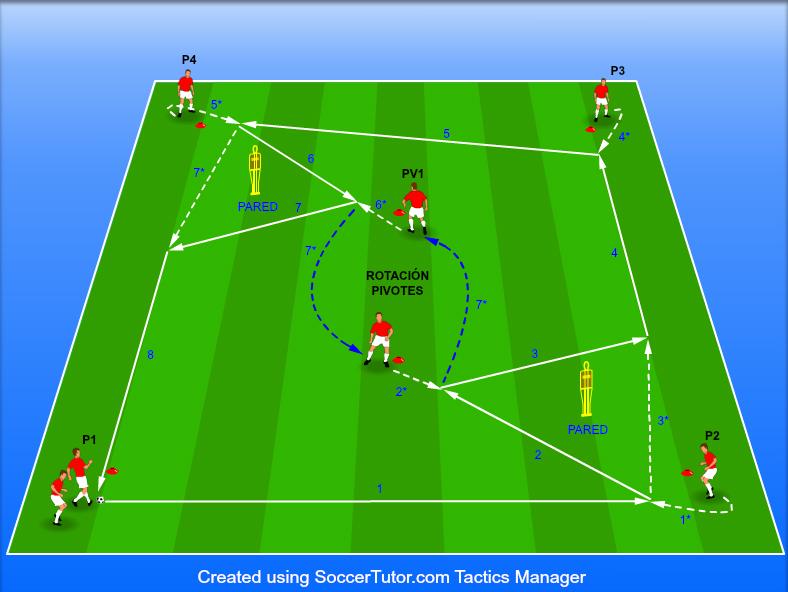 P4
P3
5*
4*
5
6
7*
PV1
PARED
7
6*
7*
ROTACIÓN
PIVOTES
4
7*
8
3
2*
3*
PARED
P1
P2
2
1
1*
Created using SoccerTutor.com Tactics Manager